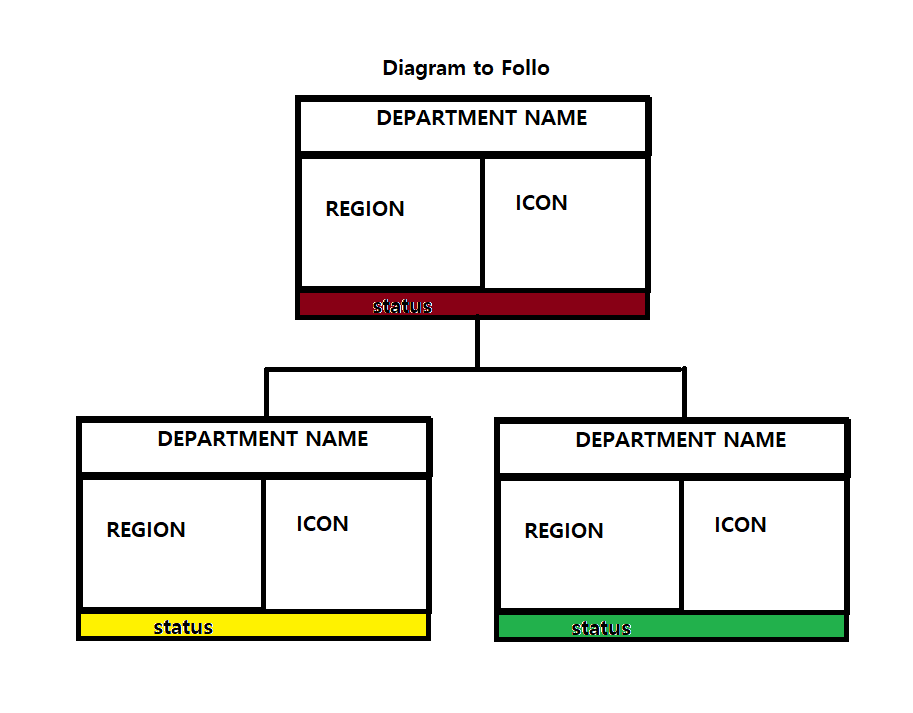 Diagram to Follo
DEPARTMENT NAME
REGION
ICON
status
DEPARTMENT NAME
REGION
ICON
status
DEPARTMENT NAME
REGION
ICON
status